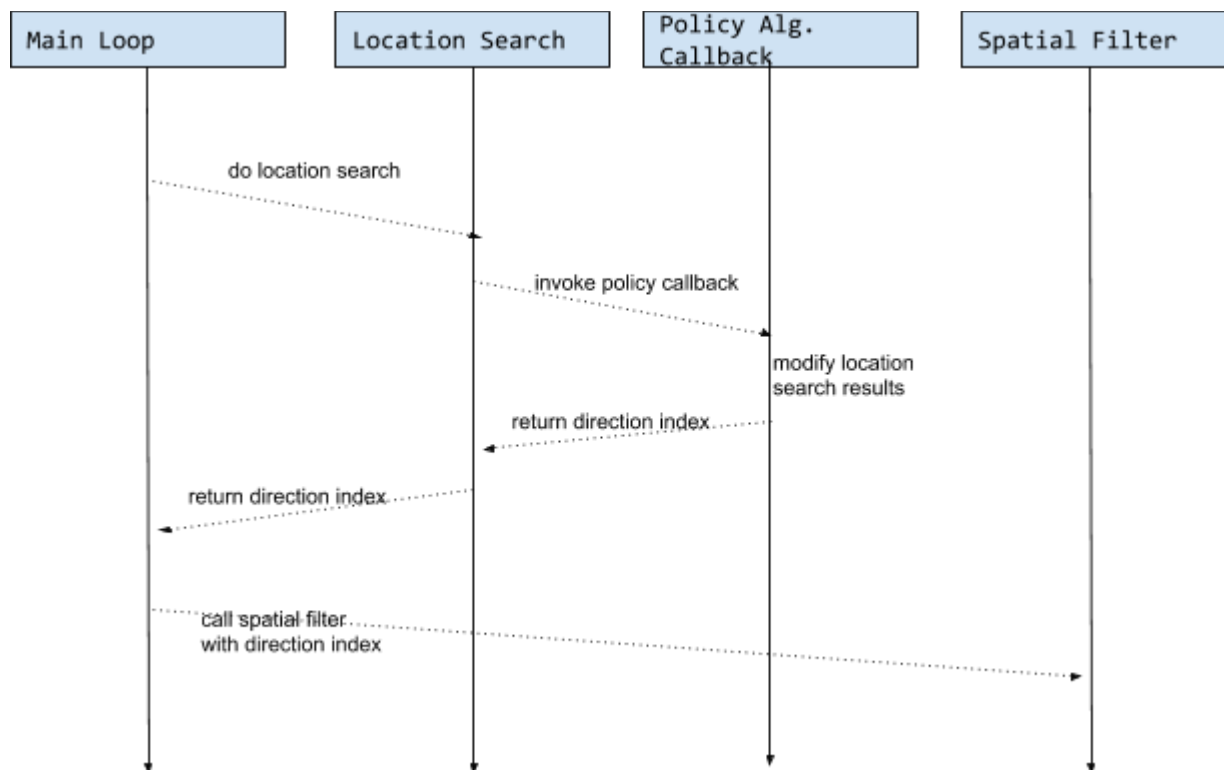 Main Loop
Location Search
Policy Alg.
Callback
Spatial Filter
do location search
invoke policy callback
modify location
search results
return direction index
return direction index
call spatial filter
with direction index